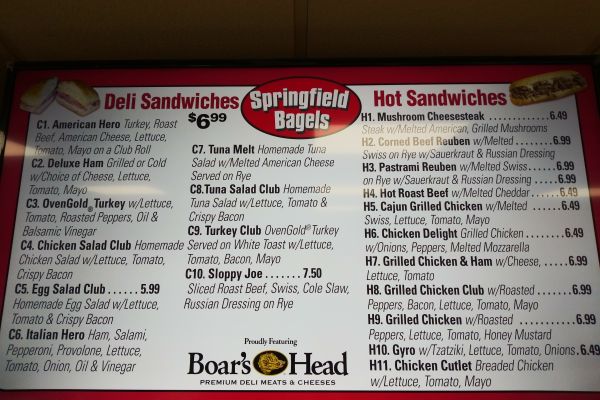 Deli Sandwiches
$6.99
Springfield
Bagels
Hot Sandwiches
C1. American Hero Turkey, Roast
Beef, American Cheese, Lettuce,
Tomato, Mayo on a Club Roll
C2. Deluxe Ham Grilled or Cold
w/Choice of Cheese, Lettuce,
Tomato, Mayo
C3. OvenGold® Turkey w/Lettuce,
Tomato, Roasted Peppers, Oil &
Balsamic Vinegar
C4. Chicken Salad Club Homemade
Chicken Salad w/Lettuce, Tomato,
Crispy Bacon
C5. Egg Salad Club ...... 5.99
Homemade Egg Salad w/Lettuce,
Tomato & Crispy Bacon
C6. Italian Hero Ham, Salami,
Pepperoni, Provolone, Lettuce,
Tomato, Onion, Oil & Vinegar
C7. Tuna Melt Homemade Tuna
Salad w/Melted American Cheese
Served on Rye
C8.Tuna Salad Club Homemade
Tuna Salad w/Lettuce, Tomato &
Crispy Bacon
C9. Turkey Club OvenGold® Turkey
Served on White Toast w/Lettuce,
Tomato, Bacon, Mayo
C10. Sloppy Joe ....... 7.50
Sliced Roast Beef, Swiss, Cole Slaw,
Russian Dressing on Rye
Proudly Featuring
Boar's Head
PREMIUM DELI MEATS & CHEESES
H1. Mushroom Cheesesteak .............. 6.49
Steak w/Melted American, Grilled Mushrooms
H2. Corned Beef Reuben w/Melted ..... 6.99
Swiss on Rye w/Sauerkraut & Russian Dressing
H3. Pastrami Reuben w/Melted Swiss ..... 6.99
on Rye w/Sauerkraut & Russian Dressing
H4. Hot Roast Beef w/Melted Cheddar ..... 6.49
H5. Cajun Grilled Chicken w/Melted ..... 6.49
Swiss, Lettuce, Tomato, Mayo
H6. Chicken Delight Grilled Chicken ....... 6.49
w/Onions, Peppers, Melted Mozzarella
H7. Grilled Chicken & Ham w/Cheese, .... 6.99
Lettuce, Tomato
H8. Grilled Chicken Club w/Roasted ....... 6.99
Peppers, Bacon, Lettuce, Tomato, Mayo
H9. Grilled Chicken w/Roasted ........... 6.99
Peppers, Lettuce, Tomato, Honey Mustard
H10. Gyro w/Tzatziki, Lettuce, Tomato, Onions . 6.49
H11. Chicken Cutlet Breaded Chicken
w/Lettuce, Tomato, Mayo